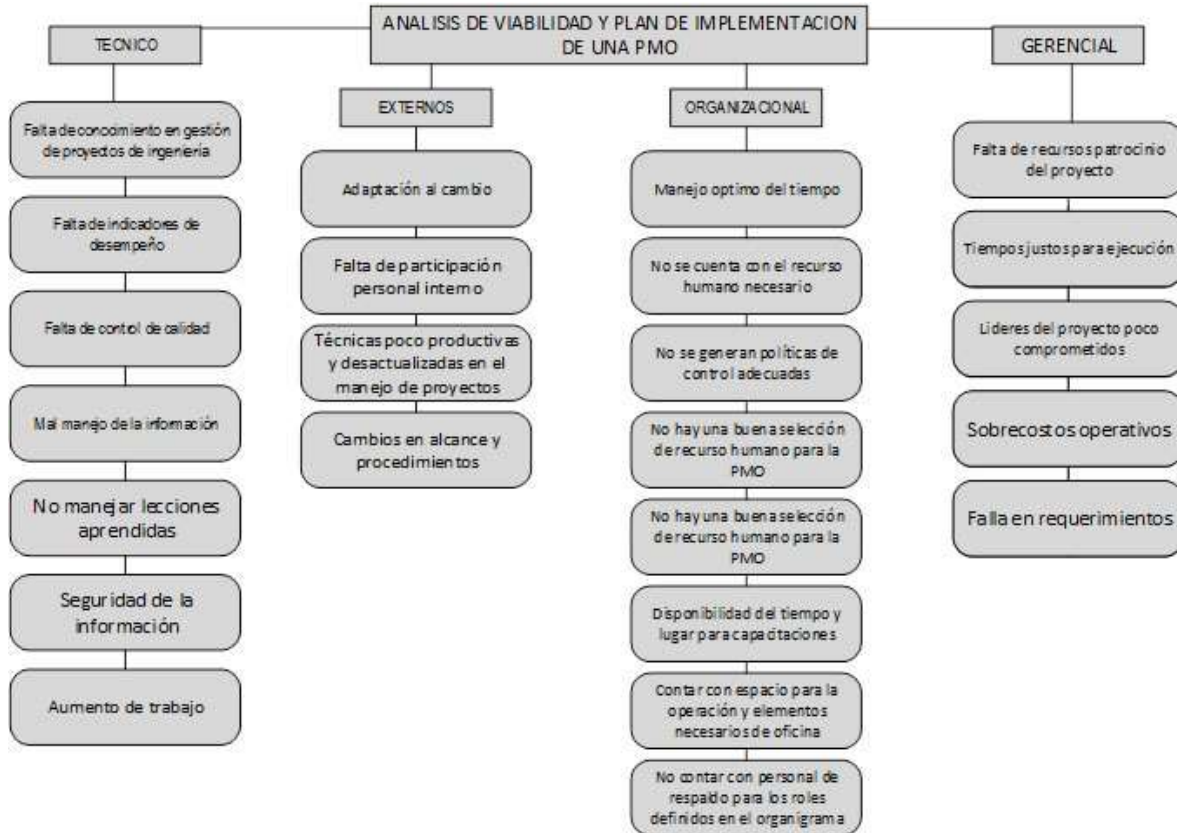 ANALISIS DE VIABILIDAD Y PLAN DE IMPLEMENTACION
DE UNA PMO
TECNICO
Falta de conocimiento en gestión
de proyectos de ingeniería
Falta de indicadores de
desempeño
Falta de control de calidad
Mal manejo de la información
No manejar lecciones
aprendidas
Seguridad de la
información
Aumento de trabajo
EXTERNOS
Adaptación al cambio
Falta de participación
personal interno
Técnicas poco productivas
y desactualizadas en el
manejo de proyectos
Cambios en alcance y
procedimientos
ORGANIZACIONAL
Manejo optimo del tiempo
No se cuenta con el recurso
humano necesario
No se generan políticas de
control adecuadas
No hay una buena selección
de recurso humano para la
PMO
No hay una buena selección
de recurso humano para la
PMO
Disponibilidad del tiempo y
lugar para capacitaciones
Contar con espacio para la
operación y elementos
necesarios de oficina
No contar con personal de
respaldo para los roles
definidos en el organigrama
GERENCIAL
Falta de recursos patrocinio
del proyecto
Tiempos justos para ejecución
Lideres del proyecto poco
comprometidos
Sobrecostos operativos
Falla en requerimientos